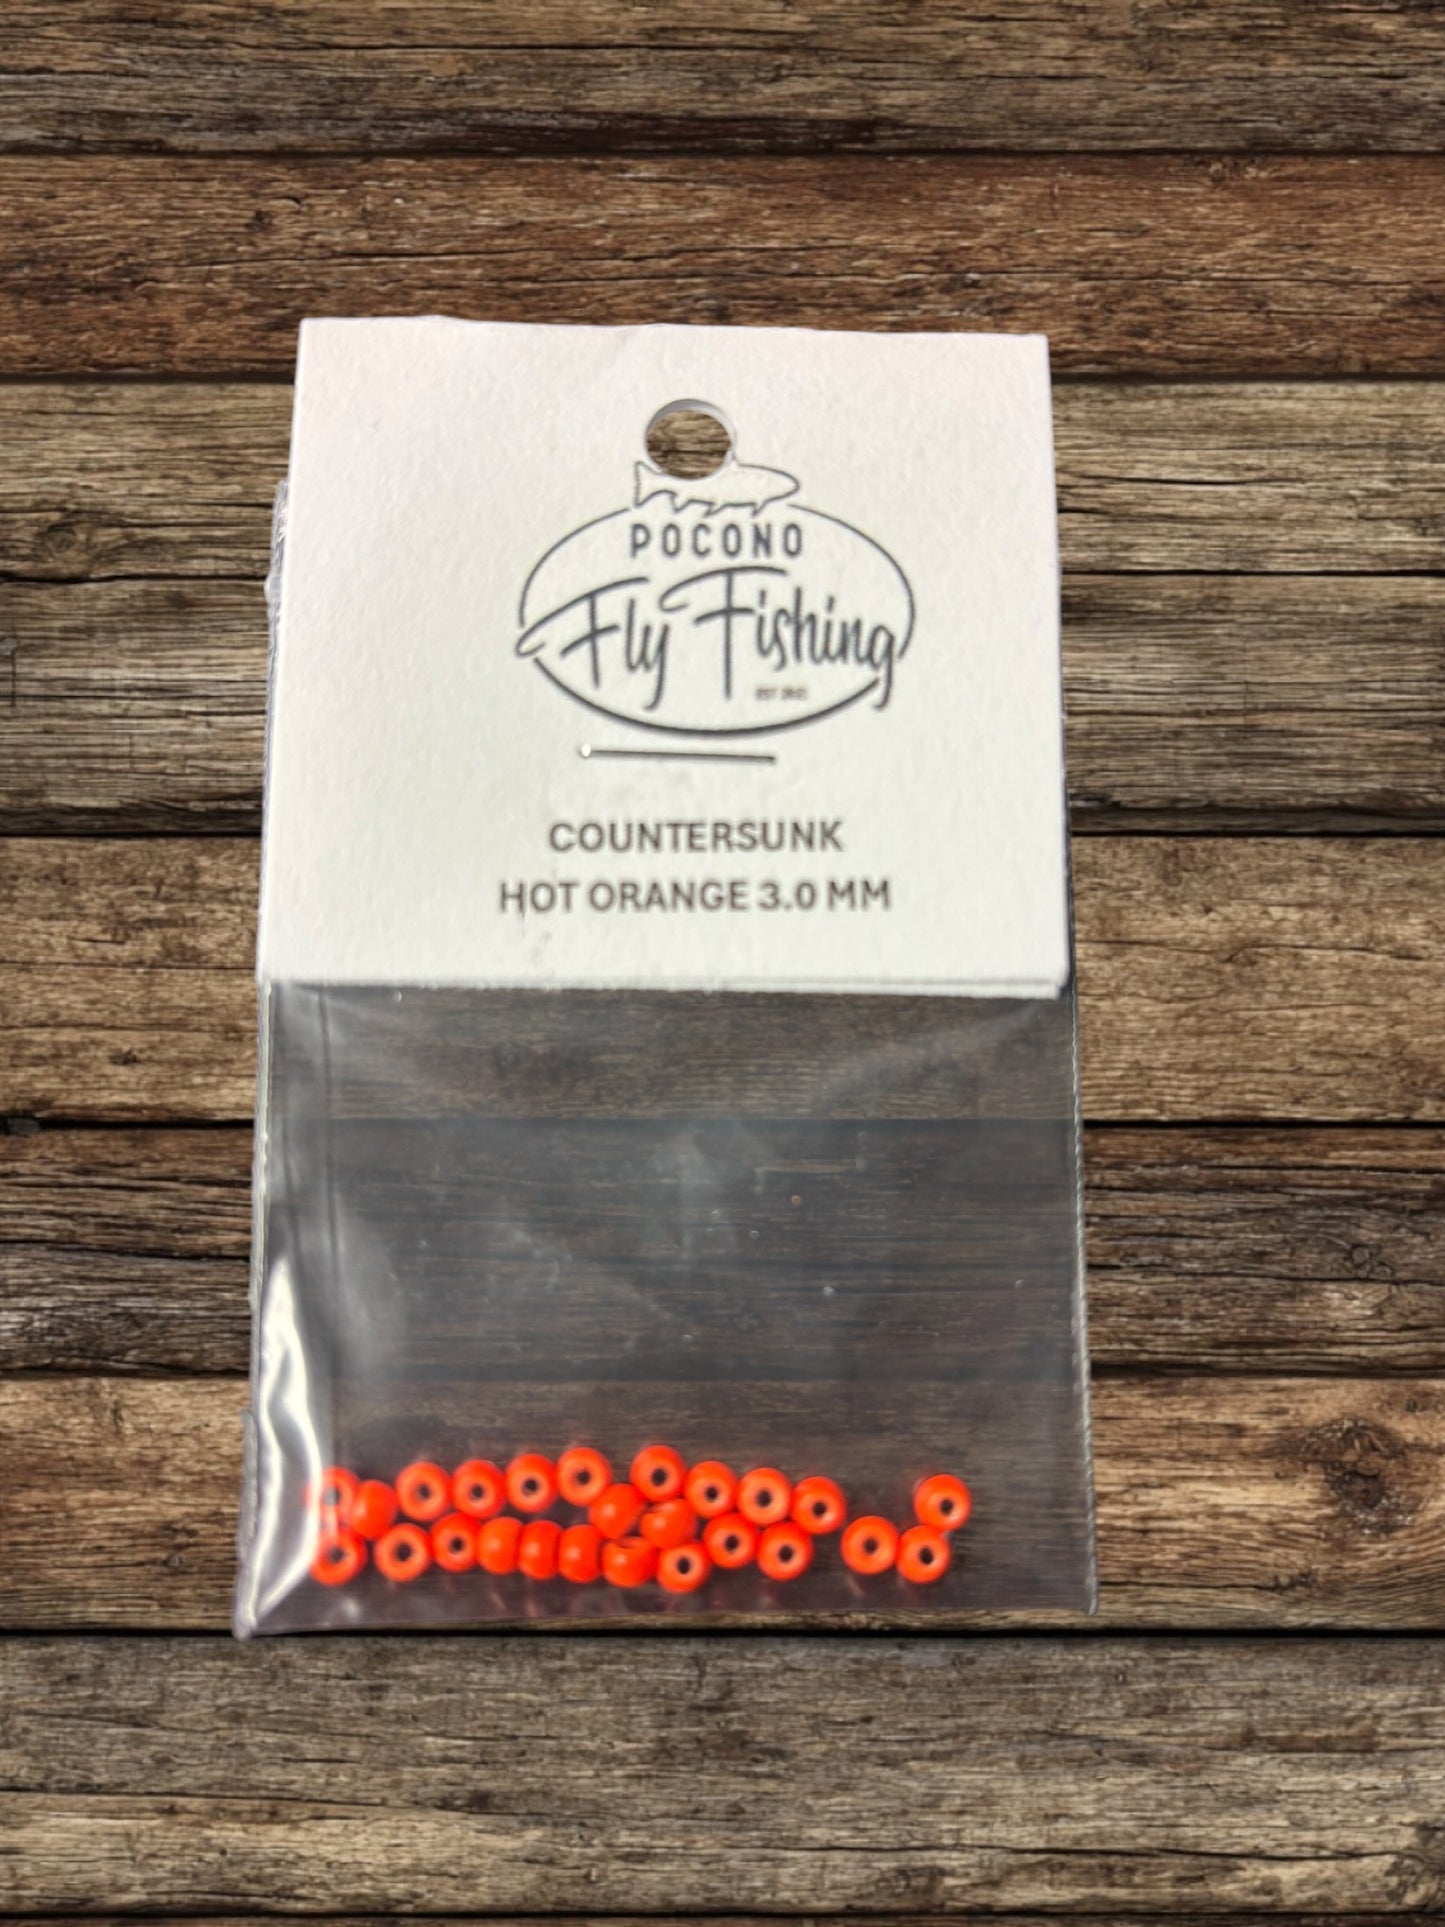 POCONO
Fly Fishing
COUNTERSUNK
HOT ORANGE 3.0 MM